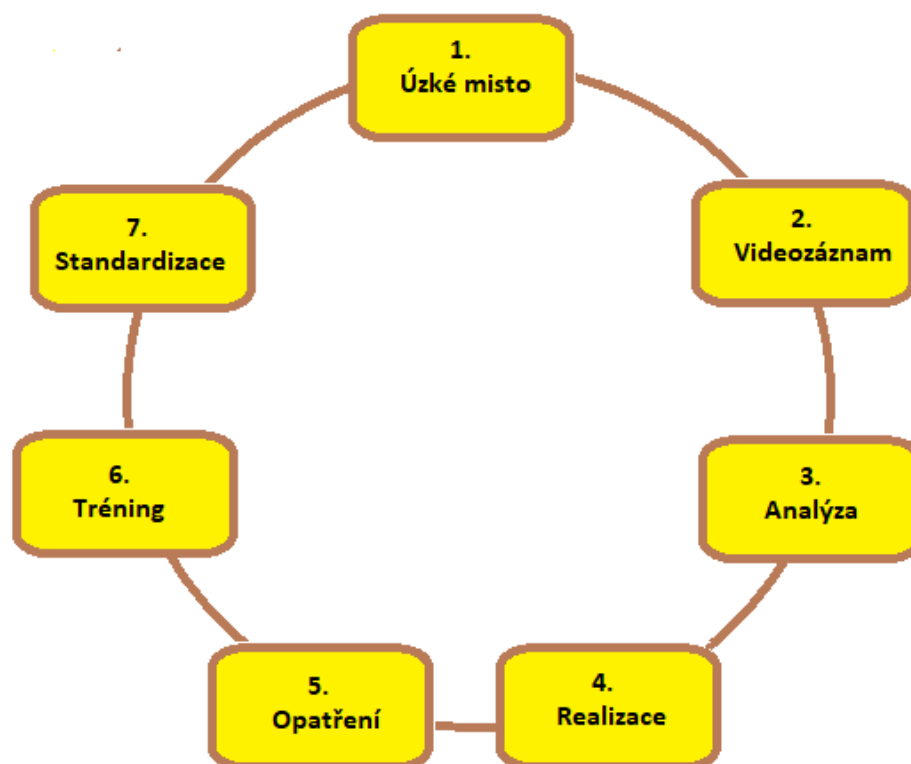 1.
Úzké misto
2.
Videozáznam
3.
Analýza
4.
Realizace
5.
Opatření
6.
Tréning
7.
Standardizace